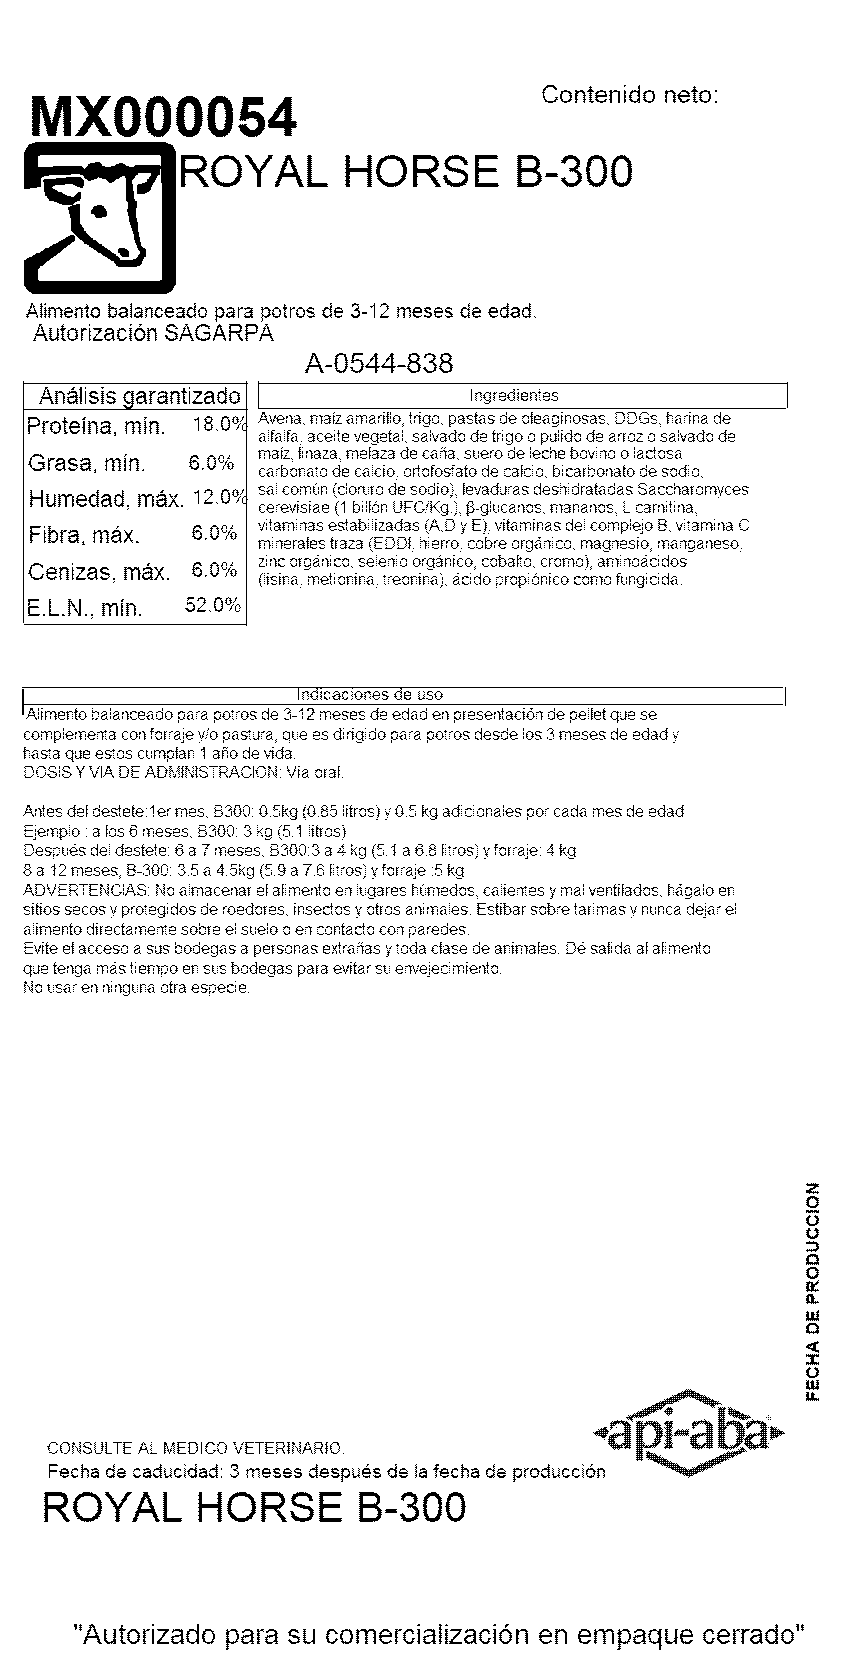 Contenido neto:
MX000054
ROYAL HORSE B-300
Alimento balanceado para potros de 3-12 meses de edad.
Autorización SAGARPA
A-0544-838
Análisis garantizado
Proteína, mín. 18.0%
Grasa, mín. 6.0%
Humedad, máx. 12.0%
Fibra, máx. 6.0%
Cenizas, máx. 6.0%
E.L.N., mín. 52.0%
Ingredientes
Avena, maíz amarillo, trigo, pastas de oleaginosas, DDGs, harina de
alfalfa, aceite vegetal, salvado de trigo o pulido de arroz o salvado de
maíz, linaza, melaza de caña, suero de leche bovino o lactosa
carbonato de calcio, ortofosfato de calcio, bicarbonato de sodio,
sal común (cloruro de sodio), levaduras deshidratadas Saccharomyces
cerevisiae (1 billón UFC/Kg.), β-glucanos, mananos, L carnitina,
vitaminas estabilizadas (A,D y E), vitaminas del complejo B, vitamina C
minerales traza (EDDI, hierro, cobre orgánico, magnesio, manganeso,
zinc orgánico, selenio orgánico, cobalto, cromo), aminoácidos
(lisina, metionina, treonina), ácido propiónico como fungicida.
Indicaciones de uso
Alimento balanceado para potros de 3-12 meses de edad en presentación de pellet que se
complementa con forraje y/o pastura, que es dirigido para potros desde los 3 meses de edad y
hasta que estos cumplan 1 año de vida.
DOSIS Y VIA DE ADMINISTRACION: Vía oral.
Antes del destete:1er mes, B300: 0.5kg (0.85 litros) y 0.5 kg adicionales por cada mes de edad
Ejemplo : a los 6 meses, B300: 3 kg (5.1 litros)
Después del destete: 6 a 7 meses, B300:3 a 4 kg (5.1 a 6.8 litros) y forraje: 4 kg
8 a 12 meses, B-300: 3.5 a 4.5kg (5.9 a 7.6 litros) y forraje :5 kg
ADVERTENCIAS: No almacenar el alimento en lugares húmedos, calientes y mal ventilados, hágalo en
sitios secos y protegidos de roedores, insectos y otros animales. Estibar sobre tarimas y nunca dejar el
alimento directamente sobre el suelo o en contacto con paredes.
Evite el acceso a sus bodegas a personas extrañas y toda clase de animales. Dé salida al alimento
que tenga más tiempo en sus bodegas para evitar su envejecimiento.
No usar en ninguna otra especie.
FECHA DE PRODUCCION
api-aba
CONSULTE AL MEDICO VETERINARIO.
Fecha de caducidad: 3 meses después de la fecha de producción
ROYAL HORSE B-300
"Autorizado para su comercialización en empaque cerrado"